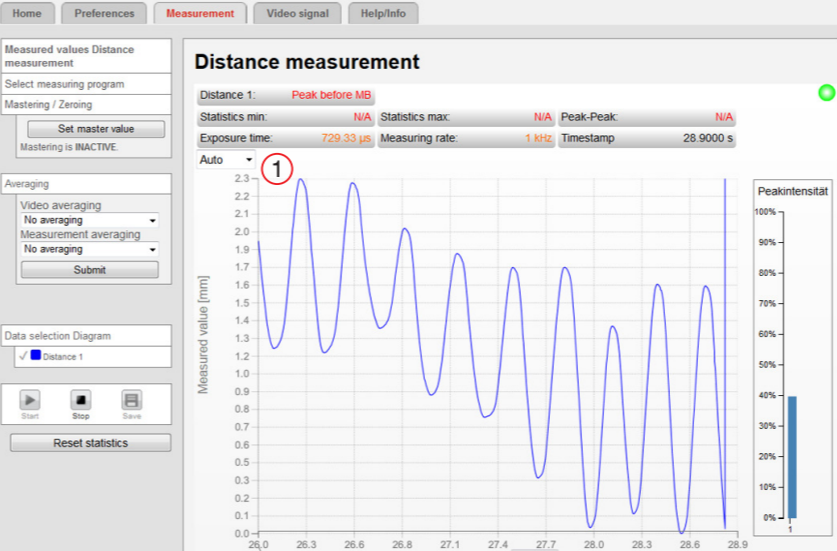 Home Preferences Measurement Video signal Help/Info
Measured values Distance
measurement
Select measuring program
Mastering / Zeroing
Set master value
Mastering is INACTIVE.
Averaging
Video averaging
No averaging
Measurement averaging
No averaging
Submit
Data selection Diagram
Distance 1
Start Stop Save
Reset statistics
Distance measurement
Distance 1: Peak before MB
Statistics min: N/A Statistics max: N/A Peak-Peak: N/A
Exposure time: 729.33 µs Measuring rate: 1 kHz Timestamp 28.9000 s
Auto
1
Measured value [mm]
2.3
2.2
2.1
2.0
1.9
1.7
1.6
1.5
1.4
1.3
1.2
1.0
0.9
0.8
0.7
0.6
0.5
0.3
0.2
0.1
0.0
26,0 26.3 26.6 26.8 27.1 27.4 27.7 28.0 28.3 28.6 28.9
Peakintensität
100%
90%
80%
70%
60%
50%
40%
30%
20%
10%
0%
1